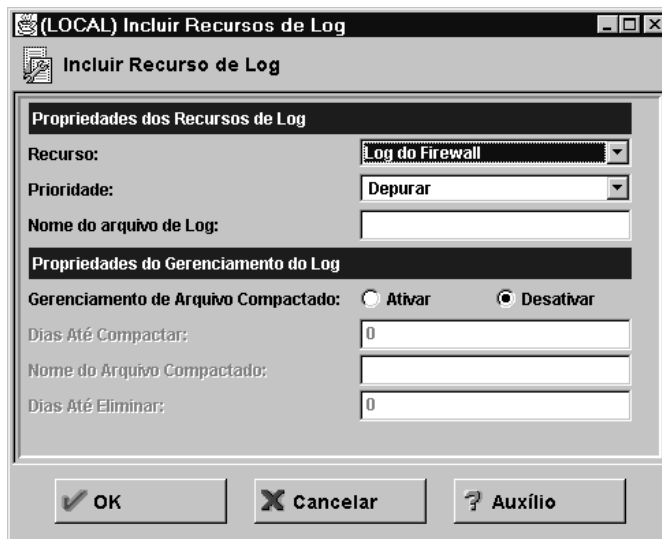 (LOCAL) Incluir Recursos de Log
Incluir Recurso de Log
Propriedades dos Recursos de Log
Recurso: Log do Firewall
Prioridade: Depurar
Nome do arquivo de Log:
Propriedades do Gerenciamento do Log
Gerenciamento de Arquivo Compactado: Ativar Desativar
Dias Até Compactar: 0
Nome do Arquivo Compactado:
Dias Até Eliminar: 0
OK Cancelar Auxílio